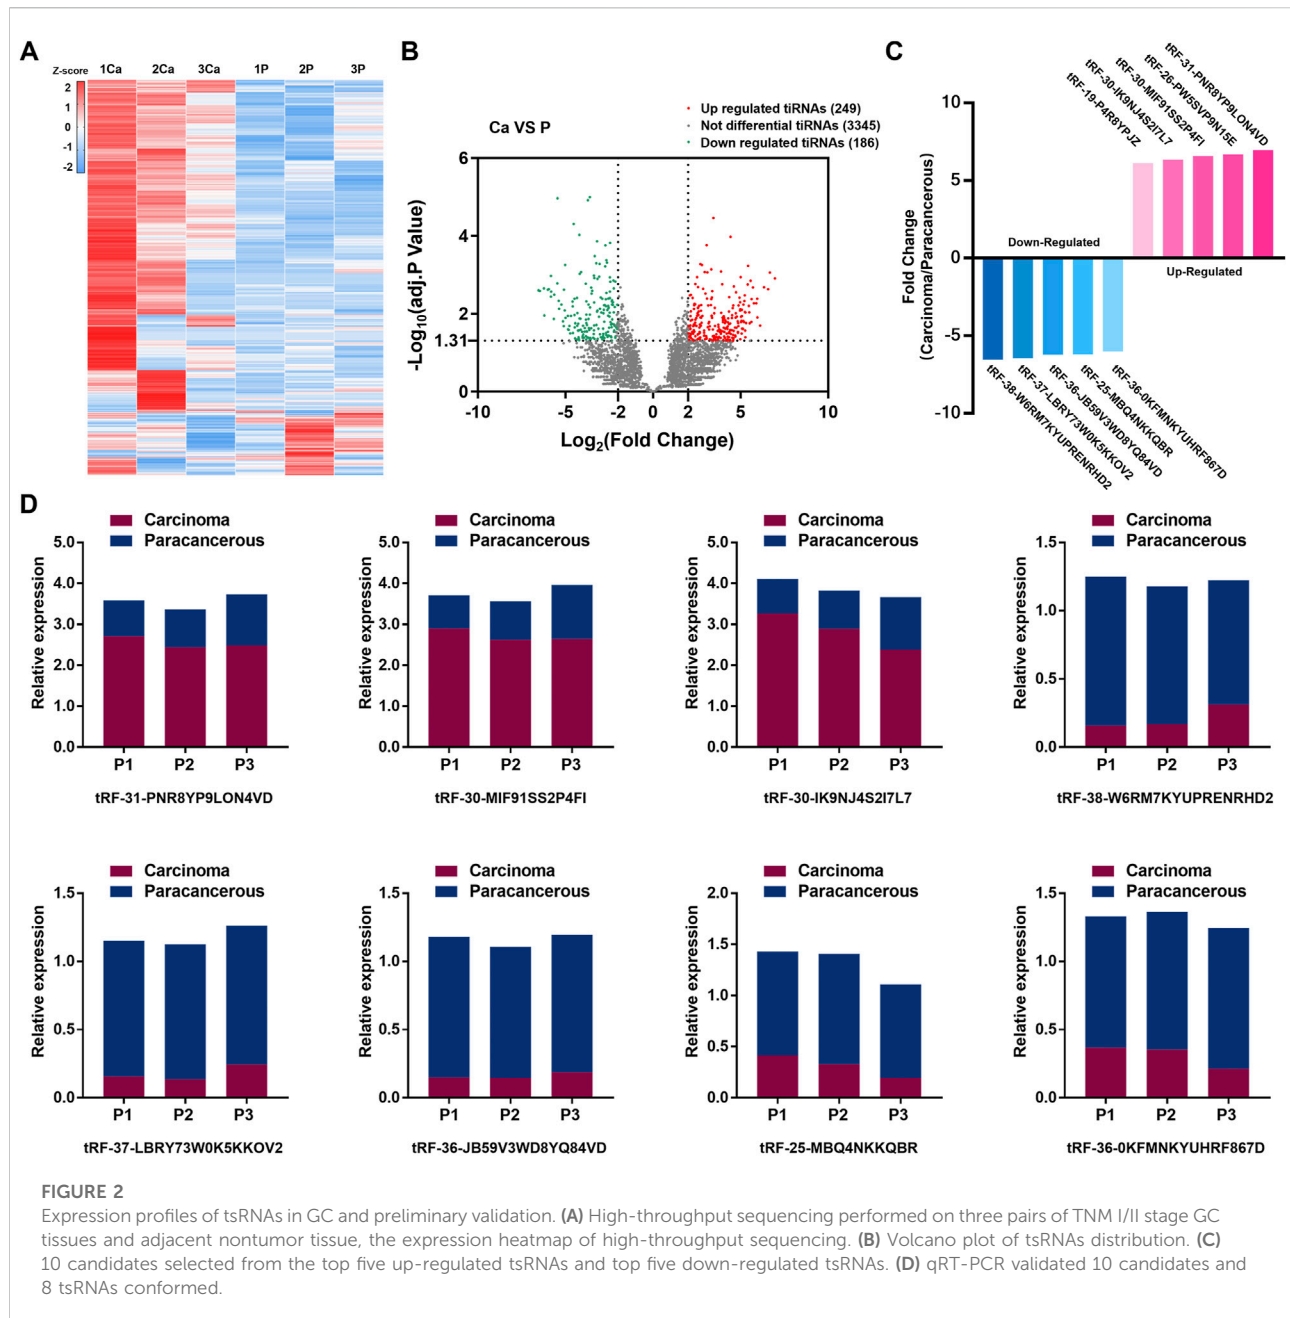 A
Z-score
1Ca 2Ca 3Ca 1P 2P 3P
2
1
0
-1
-2
B
Ca VS P
Up regulated tiRNAs (249)
Not differential tiRNAs (3345)
Down regulated tiRNAs (186)
-Log10(adj.P Value)
6
4
2
1.31
0
-10 -5 -2 0 2 5 10
Log2(Fold Change)
C
Fold Change
(Carcinoma/Paracancerous)
10
5
0
-5
-10
tRF-19-P4R8YPJZ
tRF-30-IK9NJ4S2I7L7
tRF-30-MIF91SS2P4FI
tRF-26-PW5SVP9N15E
tRF-31-PNR8YP9LON4VD
Down-Regulated
Up-Regulated
tRF-38-W6RM7KYUPRENRHD2
tRF-37-LBRY73W0K5KKOV2
tRF-36-JB59V3WD8YQ84VD
tRF-25-MBQ4NKKQBR
tRF-36-0KFMNKYUHRF867D
D
Carcinoma
Paracancerous
Relative expression
5.0
4.0
3.0
2.0
1.0
0.0
P1 P2 P3
tRF-31-PNR8YP9LON4VD
Carcinoma
Paracancerous
Relative expression
5.0
4.0
3.0
2.0
1.0
0.0
P1 P2 P3
tRF-30-MIF91SS2P4FI
Carcinoma
Paracancerous
Relative expression
5.0
4.0
3.0
2.0
1.0
0.0
P1 P2 P3
tRF-30-IK9NJ4S2I7L7
Carcinoma
Paracancerous
Relative expression
1.5
1.0
0.5
0.0
P1 P2 P3
tRF-38-W6RM7KYUPRENRHD2
Carcinoma
Paracancerous
Relative expression
1.5
1.0
0.5
0.0
P1 P2 P3
tRF-37-LBRY73W0K5KKOV2
Carcinoma
Paracancerous
Relative expression
1.5
1.0
0.5
0.0
P1 P2 P3
tRF-36-JB59V3WD8YQ84VD
Carcinoma
Paracancerous
Relative expression
2.0
1.5
1.0
0.5
0.0
P1 P2 P3
tRF-25-MBQ4NKKQBR
Carcinoma
Paracancerous
Relative expression
1.5
1.0
0.5
0.0
P1 P2 P3
tRF-36-0KFMNKYUHRF867D
FIGURE 2
Expression profiles of tsRNAs in GC and preliminary validation. (A) High-throughput sequencing performed on three pairs of TNM I/II stage GC
tissues and adjacent nontumor tissue, the expression heatmap of high-throughput sequencing. (B) Volcano plot of tsRNAs distribution. (C)
10 candidates selected from the top five up-regulated tsRNAs and top five down-regulated tsRNAs. (D) qRT-PCR validated 10 candidates and
8 tsRNAs conformed.